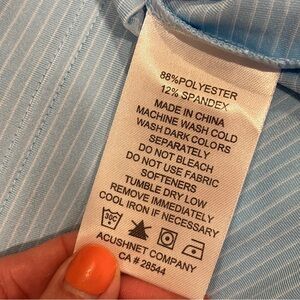 88%POLYESTER
12% SPANDEX
MADE IN CHINA
MACHINE WASH COLD
WASH DARK COLORS
SEPARATELY
DO NOT BLEACH
DO NOT USE FABRIC
SOFTENERS
TUMBLE DRY LOW
REMOVE IMMEDIATELY
COOL IRON IF NECESSARY
30C
ACUSHNET COMPANY
CA # 28544